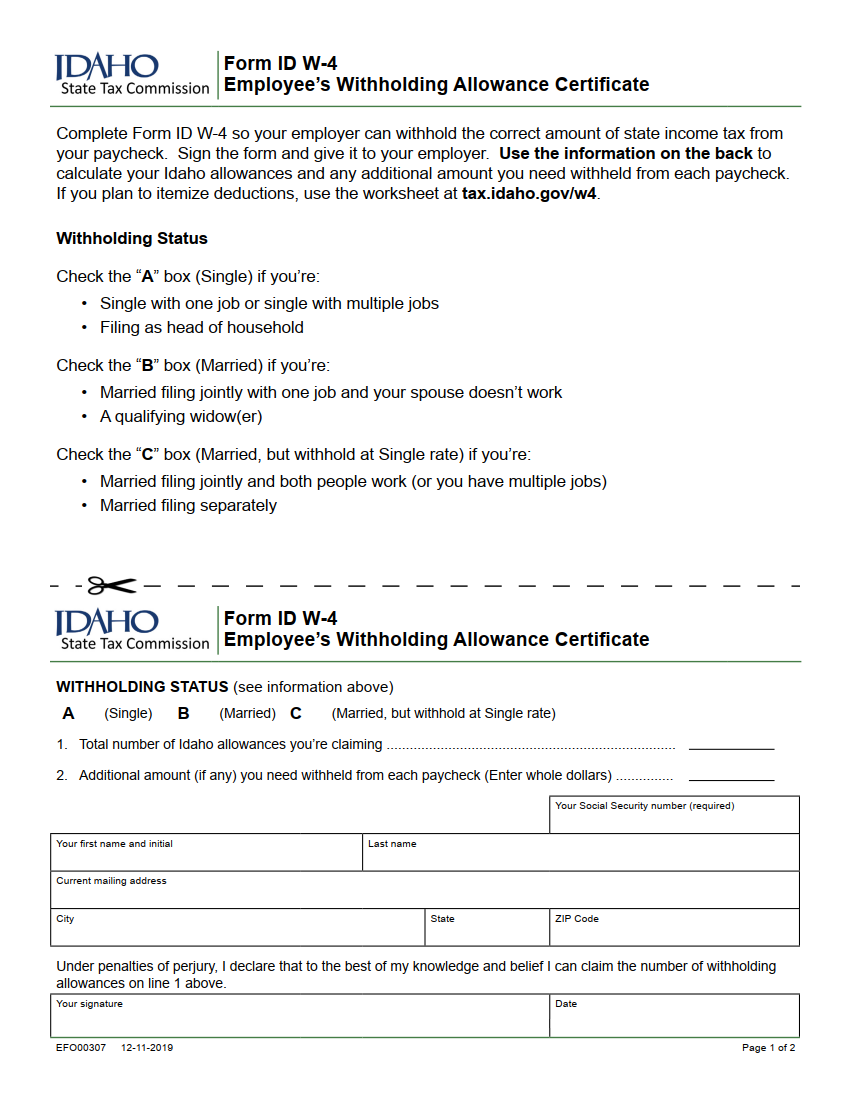 IDAHO
State Tax Commission
Form ID W-4
Employee's Withholding Allowance Certificate
Complete Form ID W-4 so your employer can withhold the correct amount of state income tax from
your paycheck.  Sign the form and give it to your employer.  Use the information on the back to
calculate your Idaho allowances and any additional amount you need withheld from each paycheck.
If you plan to itemize deductions, use the worksheet at tax.idaho.gov/w4.
Withholding Status
Check the “A” box (Single) if you’re:
• Single with one job or single with multiple jobs
• Filing as head of household
Check the “B” box (Married) if you’re:
• Married filing jointly with one job and your spouse doesn’t work
• A qualifying widow(er)
Check the “C” box (Married, but withhold at Single rate) if you’re:
• Married filing jointly and both people work (or you have multiple jobs)
• Married filing separately
IDAHO
State Tax Commission
Form ID W-4
Employee’s Withholding Allowance Certificate
WITHHOLDING STATUS (see information above)
A (Single) B (Married) C (Married, but withhold at Single rate)
1. Total number of Idaho allowances you’re claiming ............................................................................ ___________
2. Additional amount (if any) you need withheld from each paycheck (Enter whole dollars) ............... ___________
Your Social Security number (required)
Your first name and initial Last name
Current mailing address
City State ZIP Code
Under penalties of perjury, I declare that to the best of my knowledge and belief I can claim the number of withholding
allowances on line 1 above.
Your signature Date
EFO00307 12-11-2019 Page 1 of 2